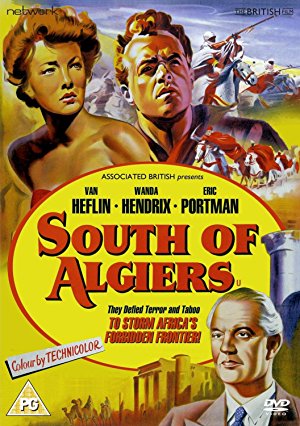 network
THE BRITISH FILM
ASSOCIATED BRITISH presents
VAN WANDA ERIC
HEFLIN · HENDRIX · PORTMAN
SOUTH OF
ALGIERS
U
They Defied Terror and Taboo
TO STORM AFRICA'S
FORBIDDEN FRONTIER!
Colour by TECHNICOLOR
PG
DVD
VIDEO